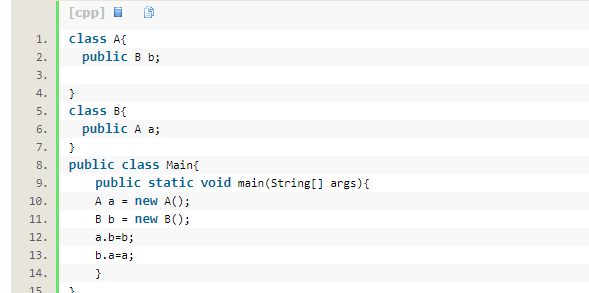 [cpp]
1. class A{
2.   public B b;
3.
4. }
5. class B{
6.   public A a;
7. }
8. public class Main{
9.     public static void main(String[] args){
10.     A a = new A();
11.     B b = new B();
12.     a.b=b;
13.     b.a=a;
14.     }
15. }